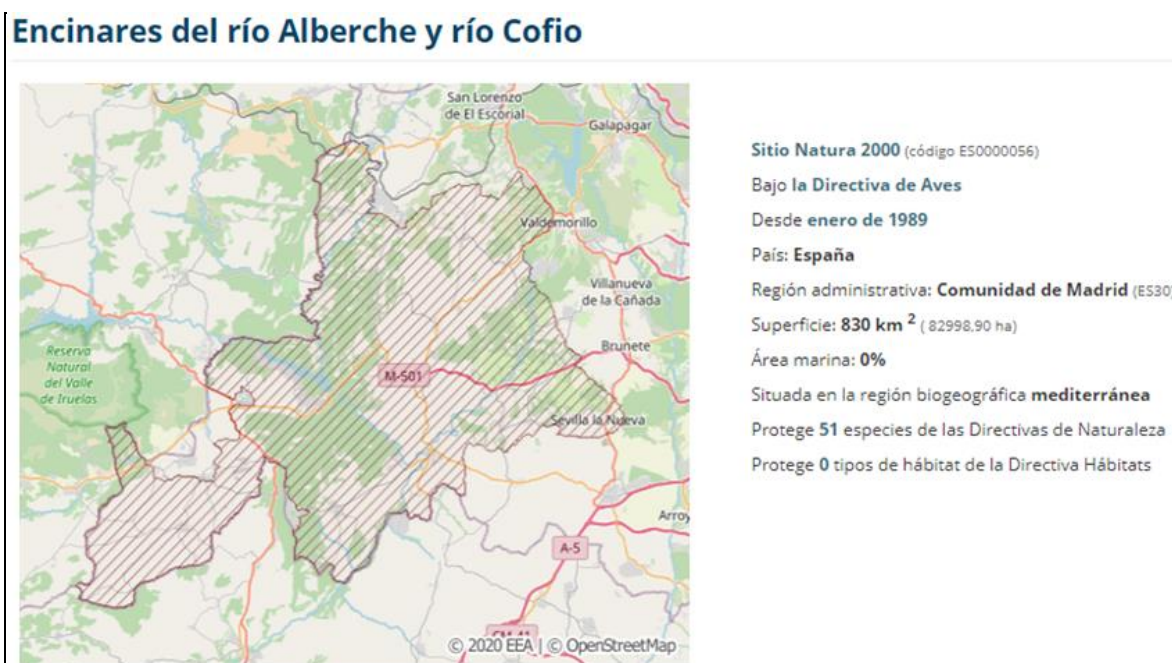 Encinares del río Alberche y río Cofio
San Lorenzo
de El Escorial
Galapagar
Valdemorillo
Villanueva
de la Cañada
Brunete
Reserva
Natural
del Valle
de Iruelas
M-501
Sevilla la Nueva
Arroy
A-5
CM-41
© 2020 EEA | © OpenStreetMap
Sitio Natura 2000 (código ES0000056)
Bajo la Directiva de Aves
Desde enero de 1989
País: España
Región administrativa: Comunidad de Madrid (ES30)
Superficie: 830 km 2 ( 82998,90 ha)
Área marina: 0%
Situada en la región biogeográfica mediterránea
Protege 51 especies de las Directivas de Naturaleza
Protege 0 tipos de hábitat de la Directiva Hábitats